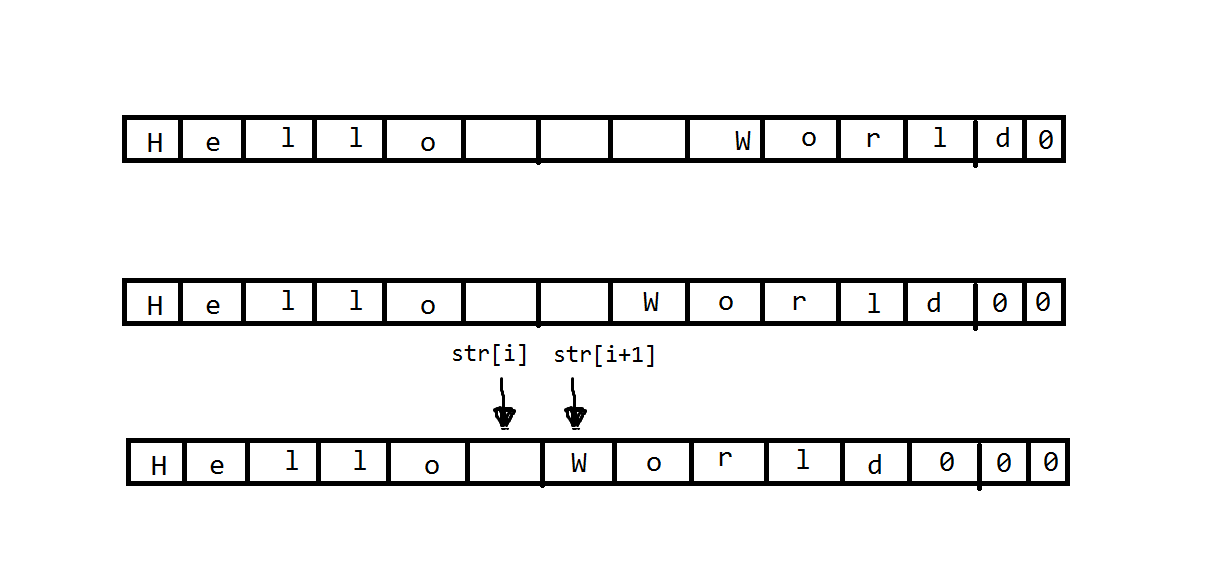 H e l l o W o r l d 0
H e l l o W o r l d 0 0
str[i] str[i+1]
H e l l o W o r l d 0 0 0